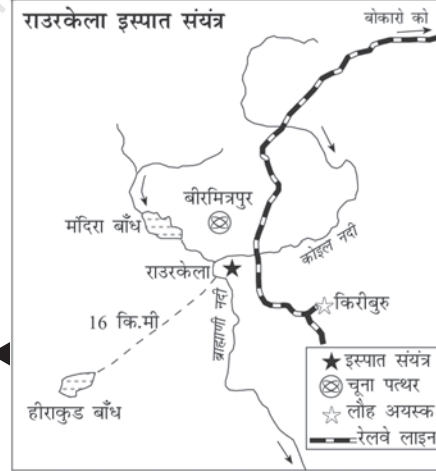 राउरकेला इस्पात संयंत्र
बोकारो को
बीरमित्रपुर
मंदिरा बाँध
कोइल नदी
राउरकेला
ब्राह्मणी नदी
किरीबुरु
16 कि.मी
हीराकुड बाँध
इस्पात संयंत्र
चूना पत्थर
लौह अयस्क
रेलवे लाइन